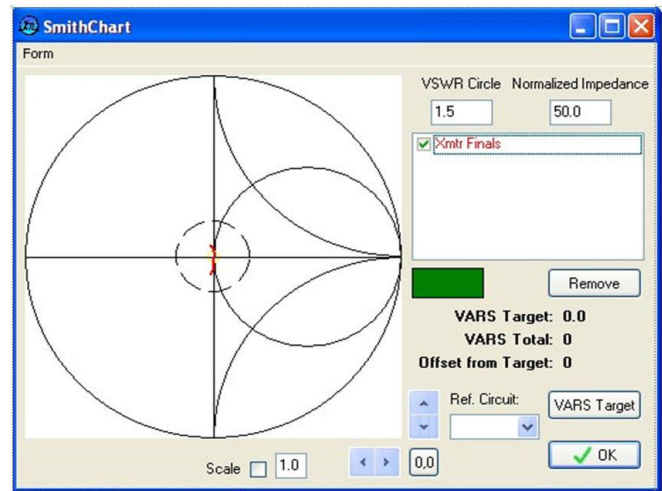 SmithChart
Form
VSWR Circle Normalized Impedance
1.5 50.0
Xmtr Finals
Remove
VARS Target: 0.0
VARS Total: 0
Offset from Target: 0
Ref. Circuit:
VARS Target
Scale 1.0 0,0 OK